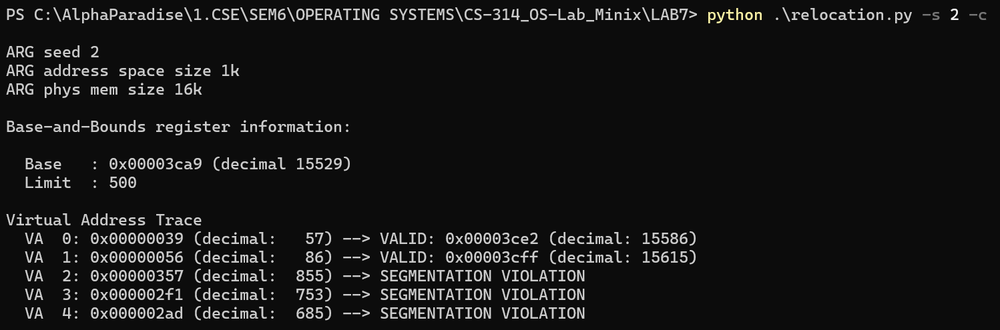 PS C:\AlphaParadise\1.CSE\SEM6\OPERATING SYSTEMS\CS-314_OS-Lab_Minix\LAB7> python .\relocation.py -s 2 -c
ARG seed 2
ARG address space size 1k
ARG phys mem size 16k
Base-and-Bounds register information:
  Base   : 0x00003ca9 (decimal 15529)
  Limit  : 500
Virtual Address Trace
  VA  0: 0x00000039 (decimal:   57) --> VALID: 0x00003ce2 (decimal: 15586)
  VA  1: 0x00000056 (decimal:   86) --> VALID: 0x00003cff (decimal: 15615)
  VA  2: 0x00000357 (decimal:  855) --> SEGMENTATION VIOLATION
  VA  3: 0x000002f1 (decimal:  753) --> SEGMENTATION VIOLATION
  VA  4: 0x000002ad (decimal:  685) --> SEGMENTATION VIOLATION